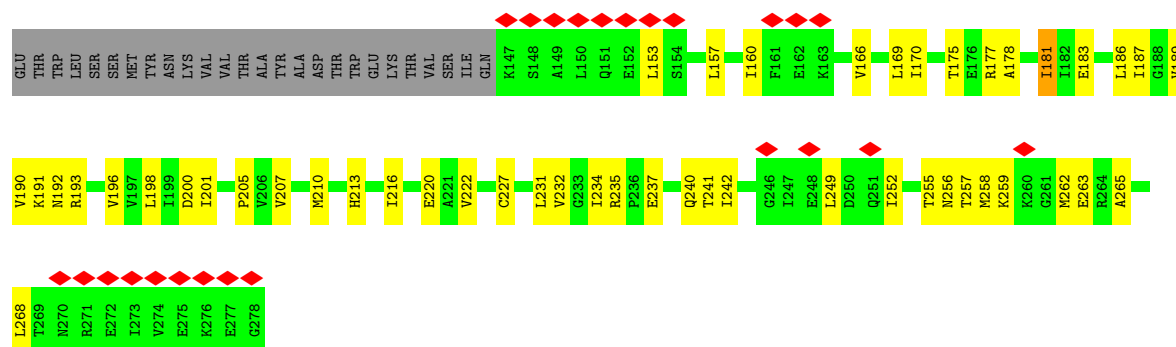 GLU THR TRP LEU SER SER MET TYR ASN LYS VAL VAL THR ALA TYR ALA ASP THR TRP GLU LYS THR VAL SER ILE GLN K147 S148 A149 L150 Q151 E152 L153 S154 L157 I160 F161 E162 K163 V166 L169 I170 T175 E176 R177 A178 I181 I182 E183 L186 I187 G188 V189
V190 K191 N192 R193 V196 V197 L198 I199 D200 I201 P205 V206 V207 M210 H213 I216 E220 A221 V222 C227 L231 V232 G233 I234 R235 P236 E237 Q240 T241 I242 G246 I247 E248 L249 D250 Q251 I252 T255 N256 T257 M258 K259 K260 G261 M262 E263 R264 A265
L268 T269 N270 R271 E272 I273 V274 E275 K276 E277 G278